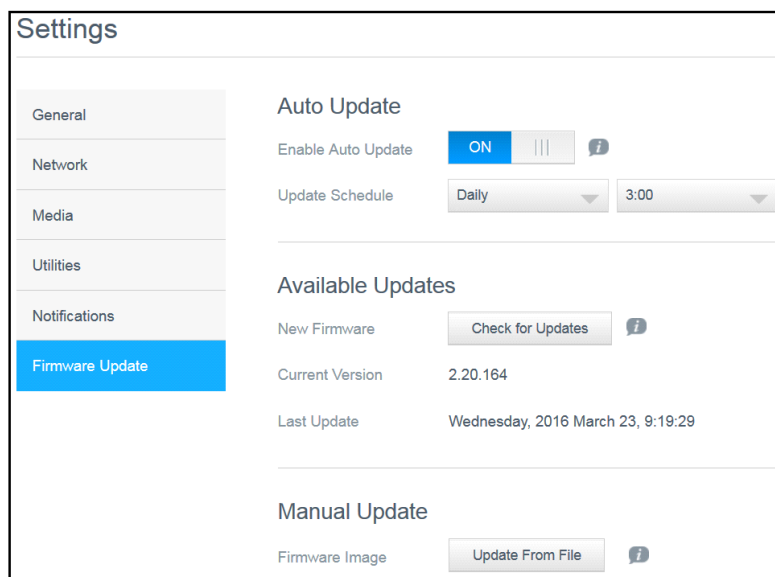 Settings
General
Network
Media
Utilities
Notifications
Firmware Update
Auto Update
Enable Auto Update ON
Update Schedule Daily 3:00
Available Updates
New Firmware Check for Updates
Current Version 2.20.164
Last Update Wednesday, 2016 March 23, 9:19:29
Manual Update
Firmware Image Update From File